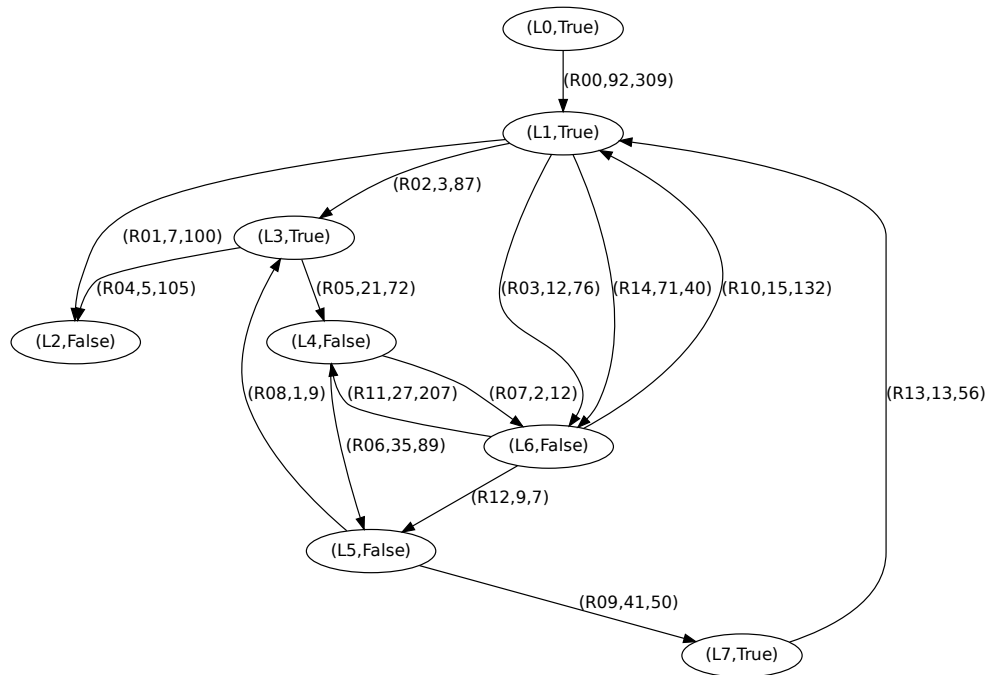 (L0,True)
(R00,92,309)
(L1,True)
(R02,3,87)
(L3,True)
(R01,7,100)
(R04,5,105)
(R05,21,72)
(R03,12,76)
(R14,71,40)
(R10,15,132)
(L2,False)
(L4,False)
(R08,1,9)
(R11,27,207)
(R07,2,12)
(R13,13,56)
(R06,35,89)
(L6,False)
(R12,9,7)
(L5,False)
(R09,41,50)
(L7,True)